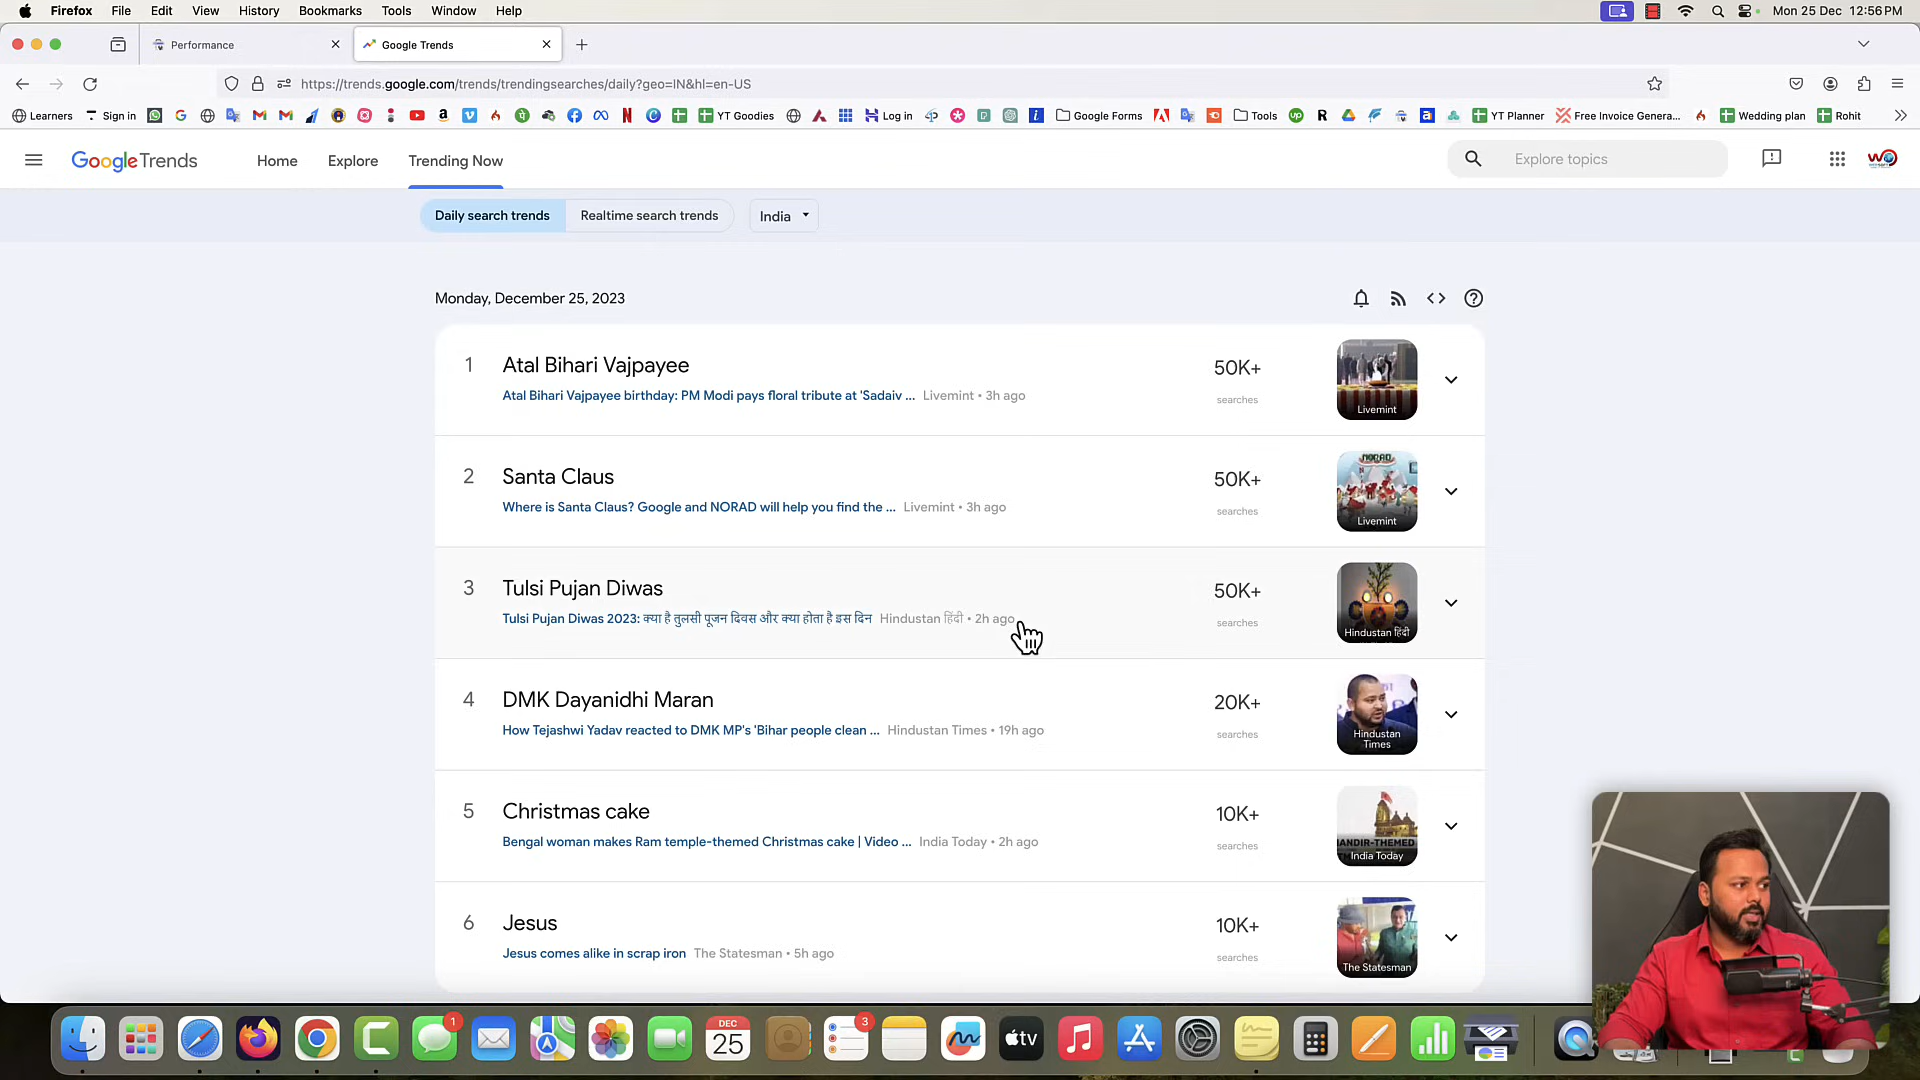 Firefox File Edit View History Bookmarks Tools Window Help Mon 25 Dec 12:56 PM
Performance Google Trends
https://trends.google.com/trends/trendingsearches/daily?geo=IN&hl=en-US
Learners Sign in YT Goodies Log in Google Forms Tools YT Planner Free Invoice Genera... Wedding plan Rohit
GoogleTrends Home Explore Trending Now Explore topics
Daily search trends Realtime search trends India
Monday, December 25, 2023
1 Atal Bihari Vajpayee 50K+
Atal Bihari Vajpayee birthday: PM Modi pays floral tribute at 'Sadaiv ... Livemint • 3h ago searches
Livemint
2 Santa Claus 50K+
NORAD
Where is Santa Claus? Google and NORAD will help you find the ... Livemint • 3h ago searches
Livemint
3 Tulsi Pujan Diwas 50K+
Tulsi Pujan Diwas 2023: क्या है तुलसी पूजन दिवस और क्या होता है इस दिन Hindustan हिंदी • 2h ago searches
Hindustan हिंदी
4 DMK Dayanidhi Maran 20K+
How Tejashwi Yadav reacted to DMK MP's 'Bihar people clean ... Hindustan Times • 19h ago searches
Hindustan
Times
5 Christmas cake 10K+
Bengal woman makes Ram temple-themed Christmas cake | Video ... India Today • 2h ago searches
ANDIR-THEMED
India Today
6 Jesus 10K+
Jesus comes alike in scrap iron The Statesman • 5h ago searches
The Statesman
1 DEC 25 3 tv